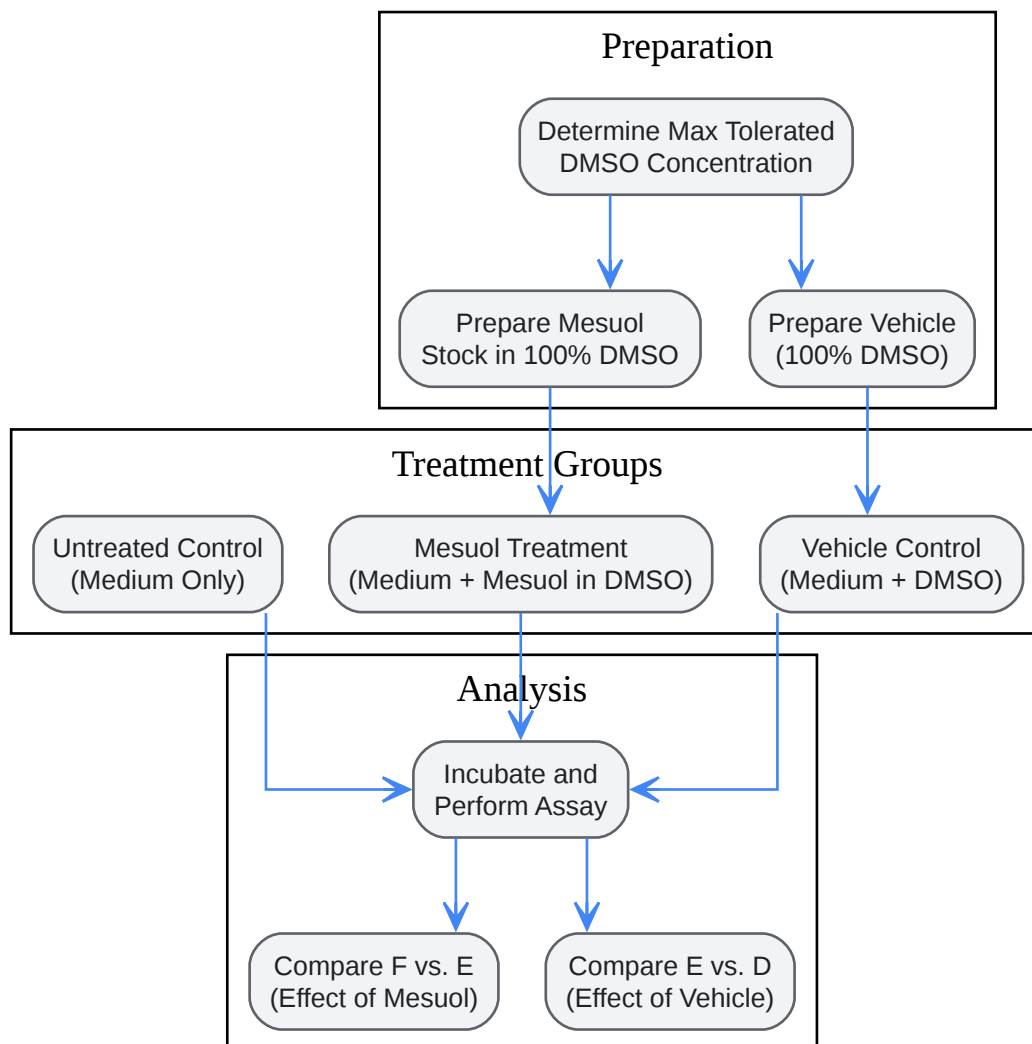 Preparation
Determine Max Tolerated
DMSO Concentration
Prepare Mesuol
Stock in 100% DMSO
Prepare Vehicle
(100% DMSO)
Treatment Groups
Untreated Control
(Medium Only)
Mesuol Treatment
(Medium + Mesuol in DMSO)
Vehicle Control
(Medium + DMSO)
Analysis
Incubate and
Perform Assay
Compare F vs. E
(Effect of Mesuol)
Compare E vs. D
(Effect of Vehicle)